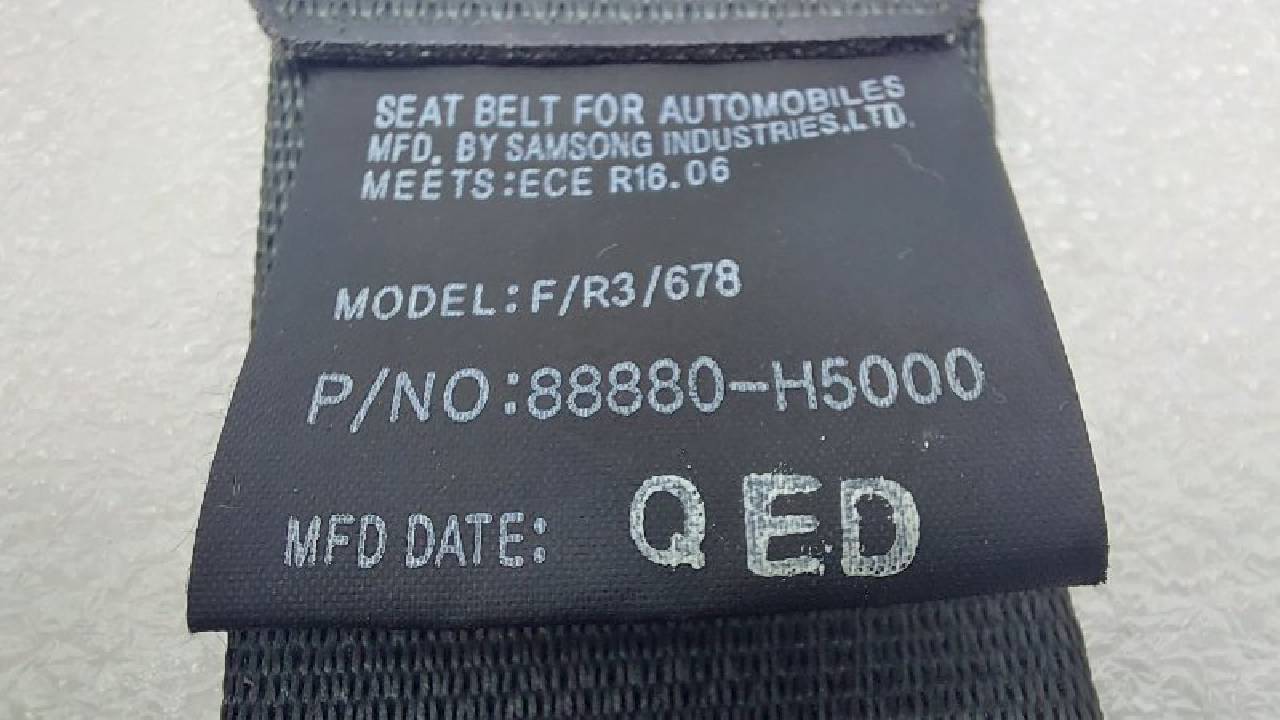 SEAT BELT FOR AUTOMOBILES
MFD. BY SAMSONG INDUSTRIES.LTD.
MEETS:ECE R16.06
MODEL:F/R3/678
P/NO:88880-H5000
MFD DATE: QED